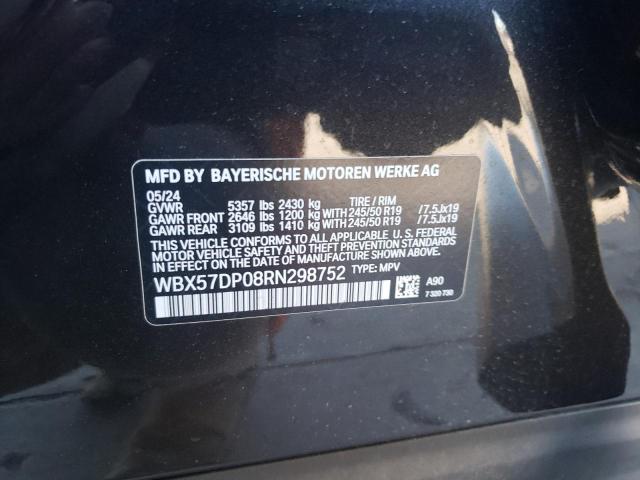 MFD BY BAYERISCHE MOTOREN WERKE AG
05/24
GVWR 5357 lbs 2430 kg TIRE / RIM
GAWR FRONT 2646 lbs 1200 kg WITH 245/50 R19 /7.5Jx19
GAWR REAR 3109 lbs 1410 kg WITH 245/50 R19 /7.5Jx19
THIS VEHICLE CONFORMS TO ALL APPLICABLE U. S. FEDERAL
MOTOR VEHICLE SAFETY AND THEFT PREVENTION STANDARDS
IN EFFECT ON THE DATE OF MANUFACTURE SHOWN ABOVE.
WBX57DP08RN298752 TYPE: MPV
A90
7 320 730